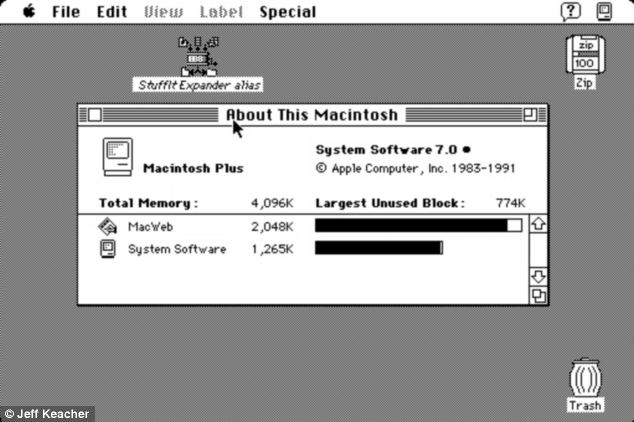 File Edit View Label Special
StuffIt Expander alias
zip
100
Zip
About This Macintosh
System Software 7.0 •
Macintosh Plus
© Apple Computer, Inc. 1983-1991
Total Memory : 4,096K Largest Unused Block : 774K
MacWeb 2,048K
System Software 1,265K
Trash
© Jeff Keacher